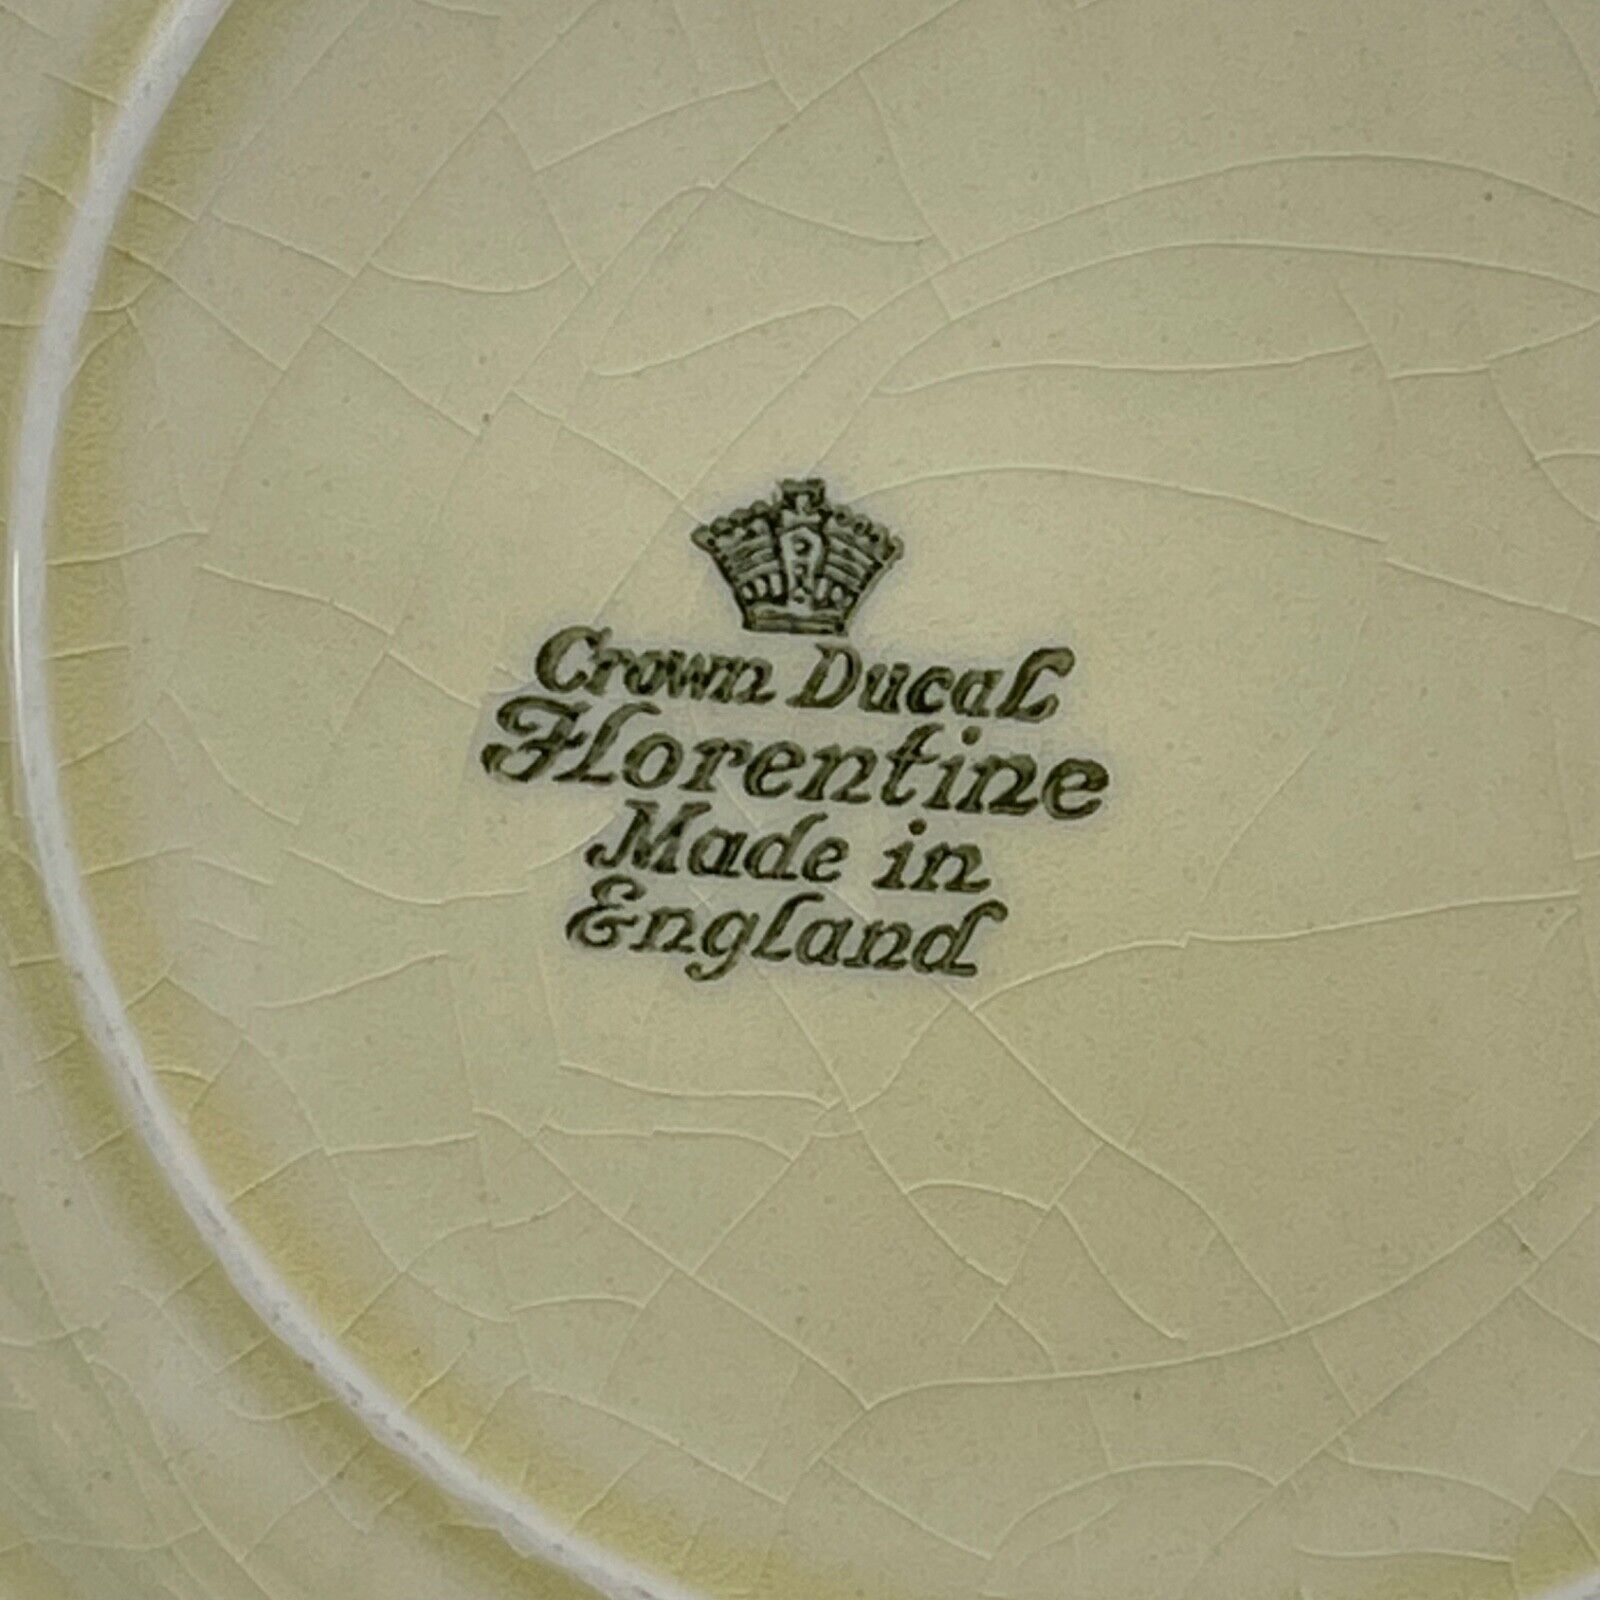 Crown Ducal
Florentine
Made in
England